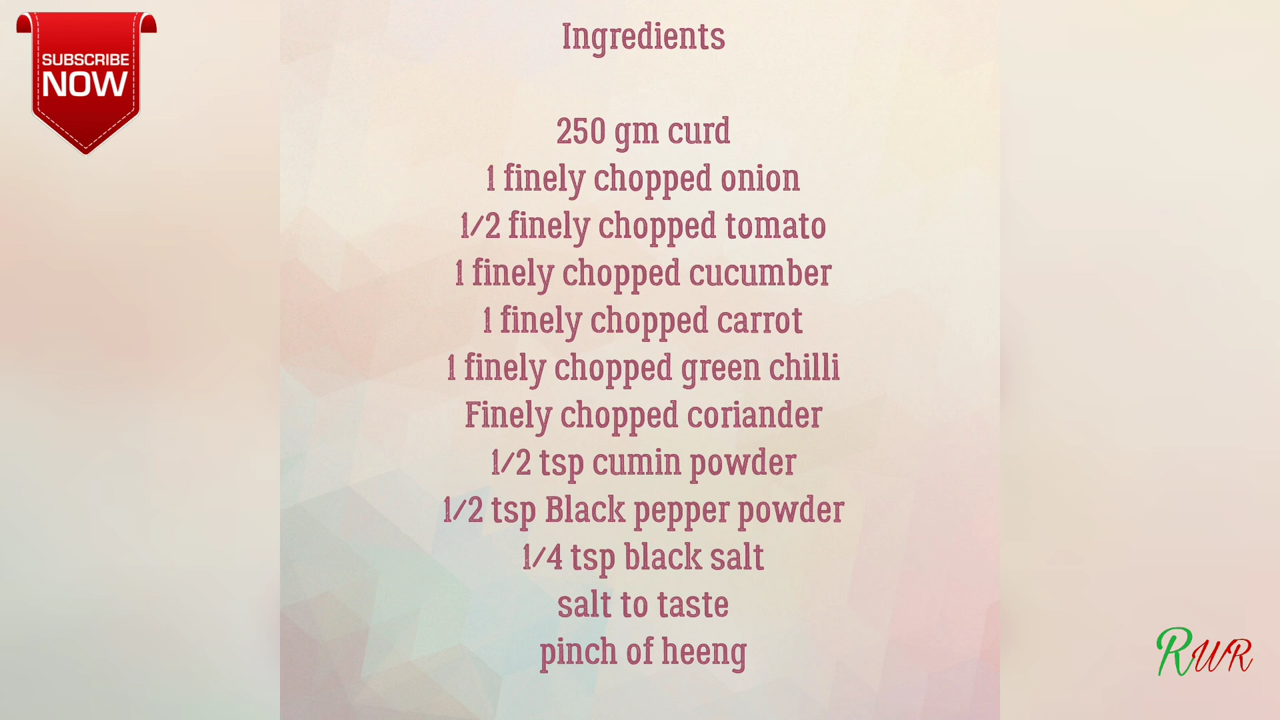 SUBSCRIBE
NOW
Ingredients
250 gm curd
1 finely chopped onion
1/2 finely chopped tomato
1 finely chopped cucumber
1 finely chopped carrot
1 finely chopped green chilli
Finely chopped coriander
1/2 tsp cumin powder
1/2 tsp Black pepper powder
1/4 tsp black salt
salt to taste
pinch of heeng
RWR